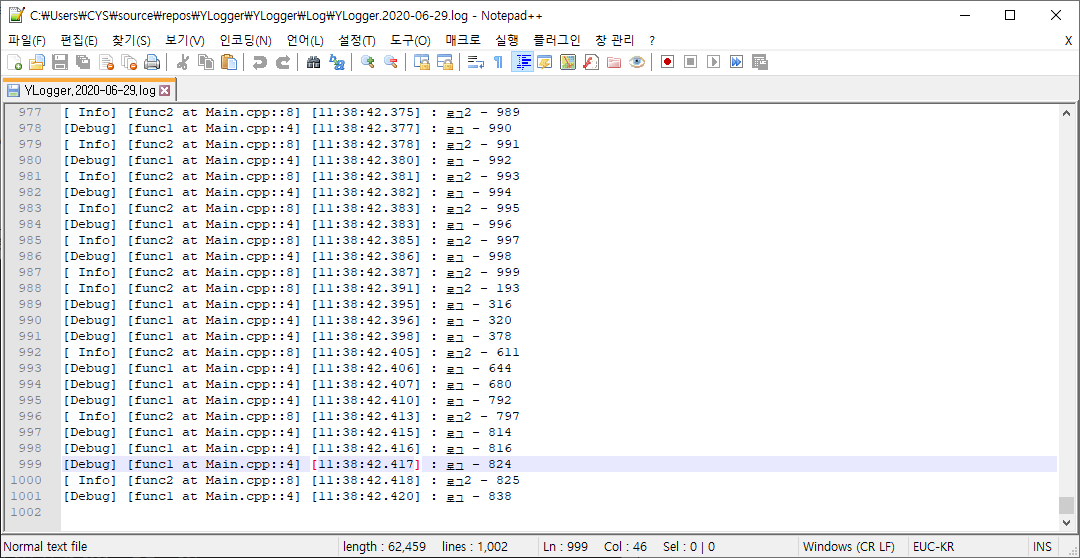 C:₩Users₩CYS₩source₩repos₩YLogger₩YLogger₩Log₩YLogger.2020-06-29.log - Notepad++
파일(F) 편집(E) 찾기(S) 보기(V) 인코딩(N) 언어(L) 설정(T) 도구(O) 매크로 실행 플러그인 창 관리 ? X
YLogger.2020-06-29.log
977 [ Info] [func2 at Main.cpp::8] [11:38:42.375] : 로그2 - 989
978 [Debug] [func1 at Main.cpp::4] [11:38:42.377] : 로그 - 990
979 [ Info] [func2 at Main.cpp::8] [11:38:42.378] : 로그2 - 991
980 [Debug] [func1 at Main.cpp::4] [11:38:42.380] : 로그 - 992
981 [ Info] [func2 at Main.cpp::8] [11:38:42.381] : 로그2 - 993
982 [Debug] [func1 at Main.cpp::4] [11:38:42.382] : 로그 - 994
983 [ Info] [func2 at Main.cpp::8] [11:38:42.383] : 로그2 - 995
984 [Debug] [func1 at Main.cpp::4] [11:38:42.383] : 로그 - 996
985 [ Info] [func2 at Main.cpp::8] [11:38:42.385] : 로그2 - 997
986 [Debug] [func1 at Main.cpp::4] [11:38:42.386] : 로그 - 998
987 [ Info] [func2 at Main.cpp::8] [11:38:42.387] : 로그2 - 999
988 [ Info] [func2 at Main.cpp::8] [11:38:42.391] : 로그2 - 193
989 [Debug] [func1 at Main.cpp::4] [11:38:42.395] : 로그 - 316
990 [Debug] [func1 at Main.cpp::4] [11:38:42.396] : 로그 - 320
991 [Debug] [func1 at Main.cpp::4] [11:38:42.398] : 로그 - 378
992 [ Info] [func2 at Main.cpp::8] [11:38:42.405] : 로그2 - 611
993 [Debug] [func1 at Main.cpp::4] [11:38:42.406] : 로그 - 644
994 [Debug] [func1 at Main.cpp::4] [11:38:42.407] : 로그 - 680
995 [Debug] [func1 at Main.cpp::4] [11:38:42.410] : 로그 - 792
996 [ Info] [func2 at Main.cpp::8] [11:38:42.413] : 로그2 - 797
997 [Debug] [func1 at Main.cpp::4] [11:38:42.415] : 로그 - 814
998 [Debug] [func1 at Main.cpp::4] [11:38:42.416] : 로그 - 816
999 [Debug] [func1 at Main.cpp::4] [11:38:42.417] : 로그 - 824
1000 [ Info] [func2 at Main.cpp::8] [11:38:42.418] : 로그2 - 825
1001 [Debug] [func1 at Main.cpp::4] [11:38:42.420] : 로그 - 838
1002
Normal text file length : 62,459 lines : 1,002 Ln : 999 Col : 46 Sel : 0 | 0 Windows (CR LF) EUC-KR INS